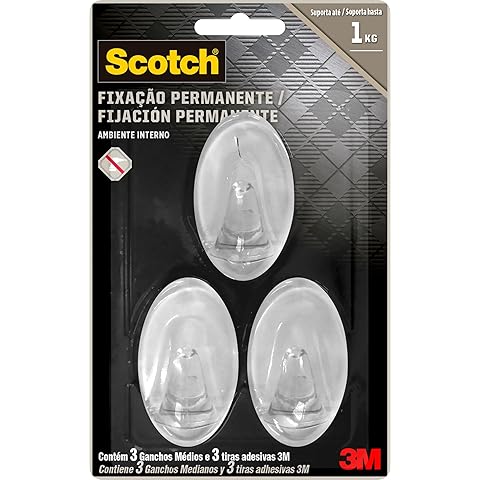 Suporta até / Soporta hasta
1 KG
Scotch
FIXAÇÃO PERMANENTE /
FIJACIÓN PERMANENTE
AMBIENTE INTERNO
Contém 3 Ganchos Médios e 3 tiras adesivas 3M
Contiene 3 Ganchos Medianos y 3 tiras adhesivas 3M
3M